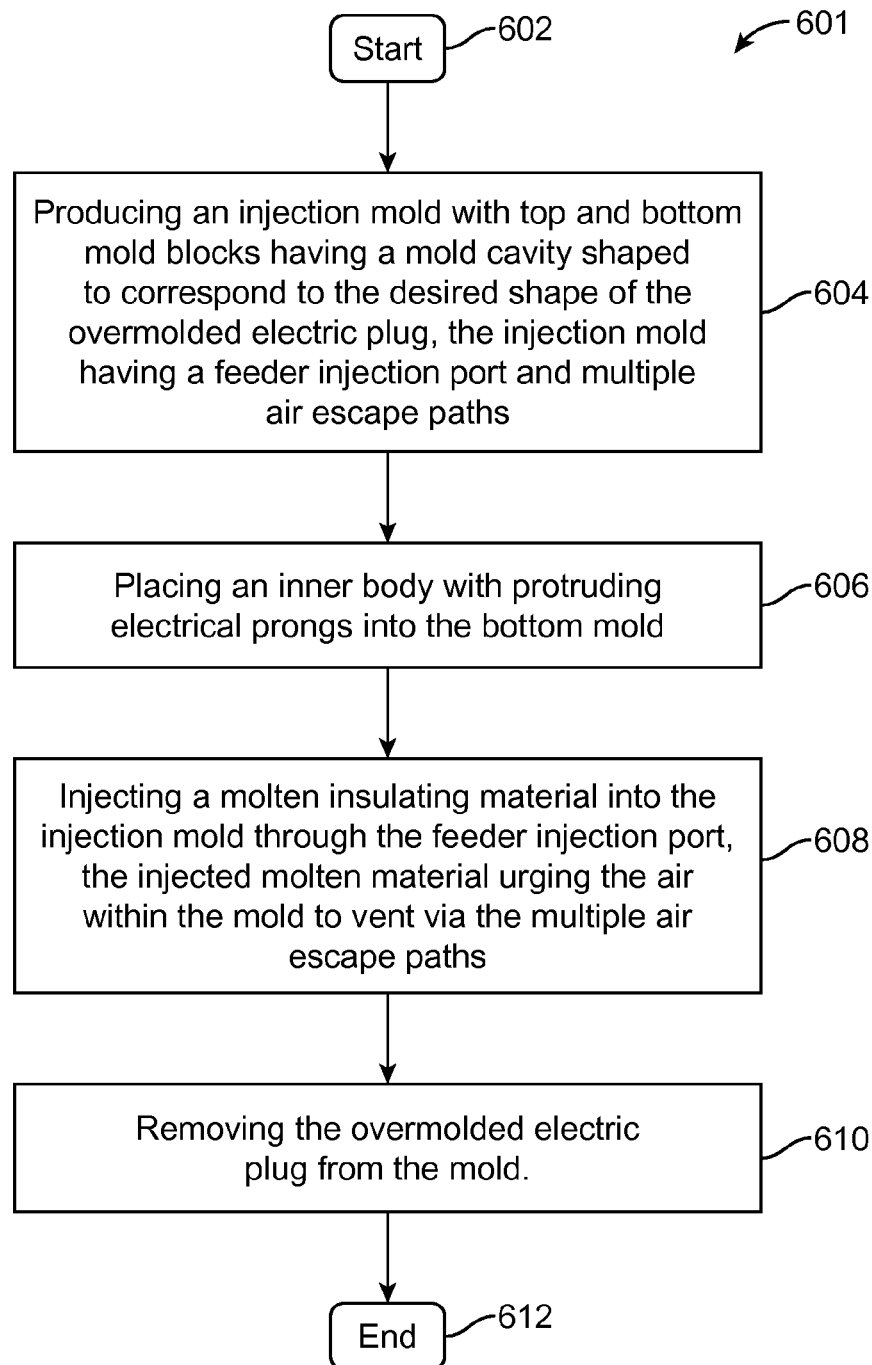 601
Start
602
Producing an injection mold with top and bottom
mold blocks having a mold cavity shaped
to correspond to the desired shape of the
overmolded electric plug, the injection mold
having a feeder injection port and multiple
air escape paths
604
Placing an inner body with protruding
electrical prongs into the bottom mold
606
Injecting a molten insulating material into the
injection mold through the feeder injection port,
the injected molten material urging the air
within the mold to vent via the multiple air
escape paths
608
Removing the overmolded electric
plug from the mold.
610
End
612